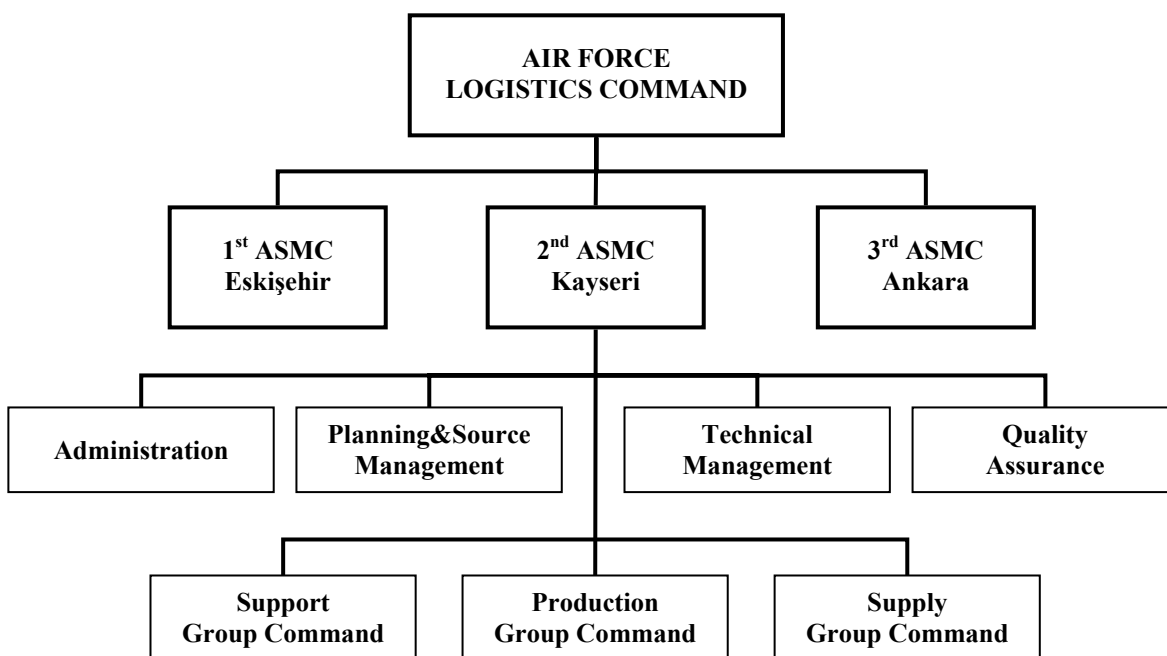 AIR FORCE
LOGISTICS COMMAND
1st ASMC
Eskişehir
2nd ASMC
Kayseri
3rd ASMC
Ankara
Administration
Planning&Source
Management
Technical
Management
Quality
Assurance
Support
Group Command
Production
Group Command
Supply
Group Command